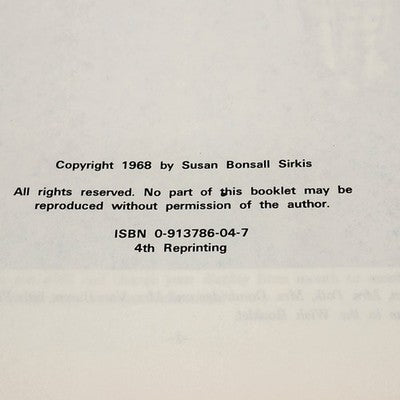 Copyright 1968 by Susan Bonsall Sirkis
All rights reserved. No part of this booklet may be
reproduced without permission of the author.
ISBN 0-913786-04-7
4th Reprinting